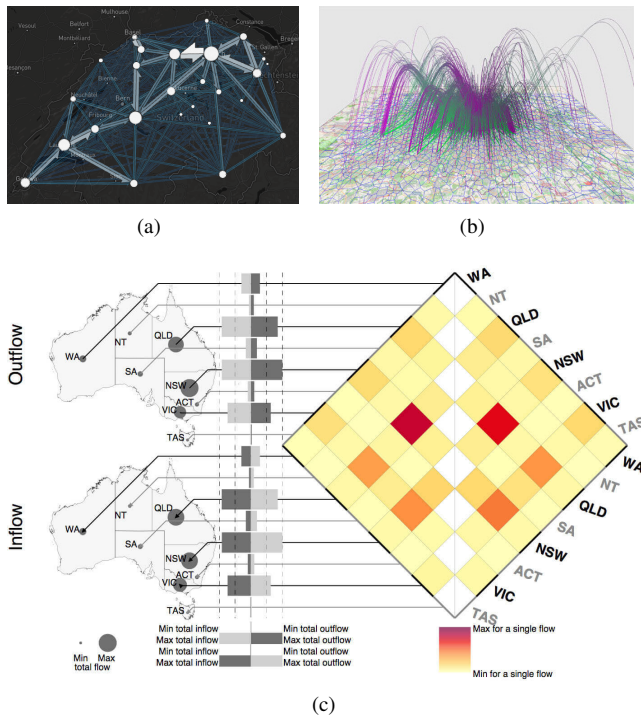 Mulhouse
Constance
Vesoul
Belfort
Basel
Montbéliard
St Gallen
Besançon
Bienne
Neuchâtel
Bern
Switzerland
Fribourg
(a)
(b)
Outflow
WA
NT
QLD
SA
NSW
ACT
VIC
TAS
WA
NT
QLD
SA
NSW
ACT
VIC
TAS
Inflow
WA
NT
QLD
SA
NSW
ACT
VIC
TAS
WA
NT
QLD
SA
NSW
ACT
VIC
TAS
Min total flow
Max total flow
Min total inflow
Max total inflow
Min total inflow
Max total inflow
Min total outflow
Max total outflow
Min total outflow
Max total outflow
Max for a single flow
Min for a single flow
(c)